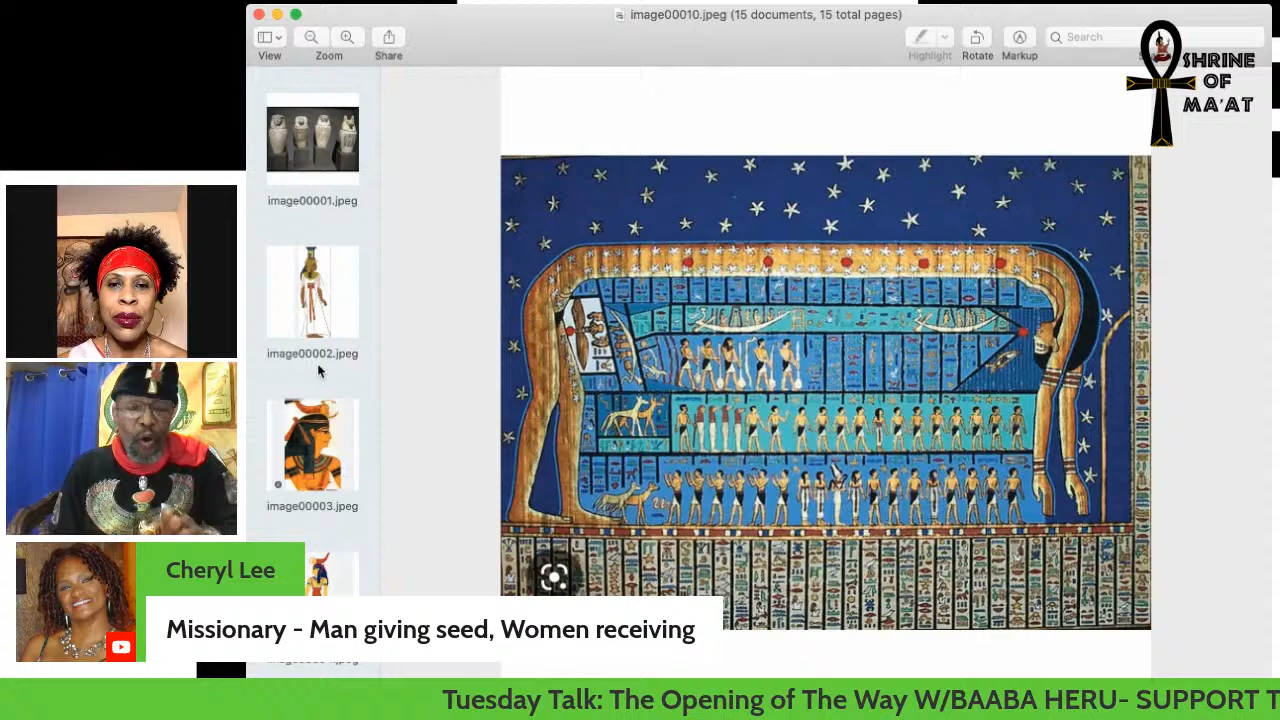 image00010.jpeg (15 documents, 15 total pages)
View
Zoom
Share
Highlight
Rotate
Markup
Search
SHRINE
OF
MA'AT
image00001.jpeg
image00002.jpeg
image00003.jpeg
Cheryl Lee
Missionary - Man giving seed, Women receiving
Tuesday Talk: The Opening of The Way W/BAABA HERU- SUPPORT T